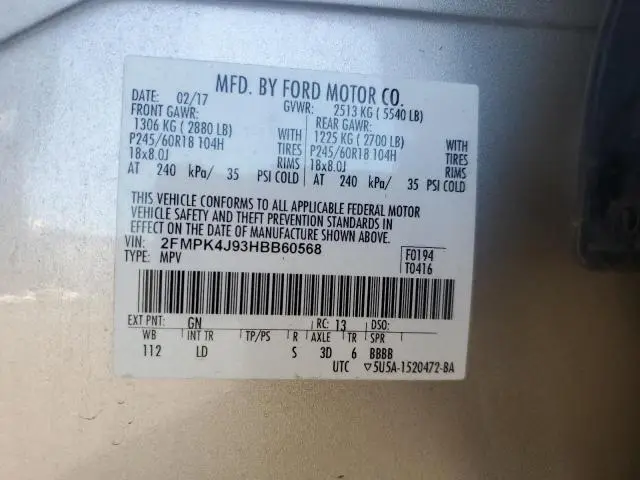 MFD. BY FORD MOTOR CO.
DATE: 02/17 GVWR: 2513 KG ( 5540 LB)
FRONT GAWR: REAR GAWR:
1306 KG ( 2880 LB) WITH 1225 KG ( 2700 LB) WITH
P245/60R18 104H TIRES P245/60R18 104H TIRES
18x8.0J RIMS 18x8.0J RIMS
AT 240 kPa/ 35 PSI COLD AT 240 kPa/ 35 PSI COLD
THIS VEHICLE CONFORMS TO ALL APPLICABLE FEDERAL MOTOR
VEHICLE SAFETY AND THEFT PREVENTION STANDARDS IN
EFFECT ON THE DATE OF MANUFACTURE SHOWN ABOVE.
VIN: 2FMPK4J93HBB60568 F0194
TYPE: MPV T0416
EXT PNT: GN RC: 13 DSO:
WB INT TR TP/PS R AXLE TR SPR
112 LD S 3D 6 BBBB
UTC ▽5U5A-1520472-BA